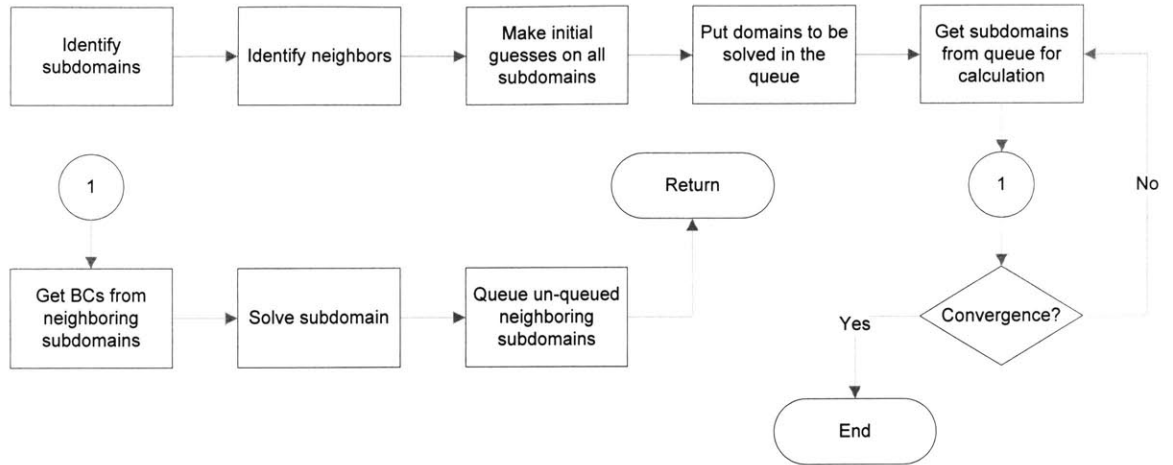 Identify
subdomains
Identify neighbors
Make initial
guesses on all
subdomains
Put domains to be
solved in the
queue
Get subdomains
from queue for
calculation
1
Return
1
No
Get BCs from
neighboring
subdomains
Solve subdomain
Queue un-queued
neighboring
subdomains
Convergence?
Yes
End